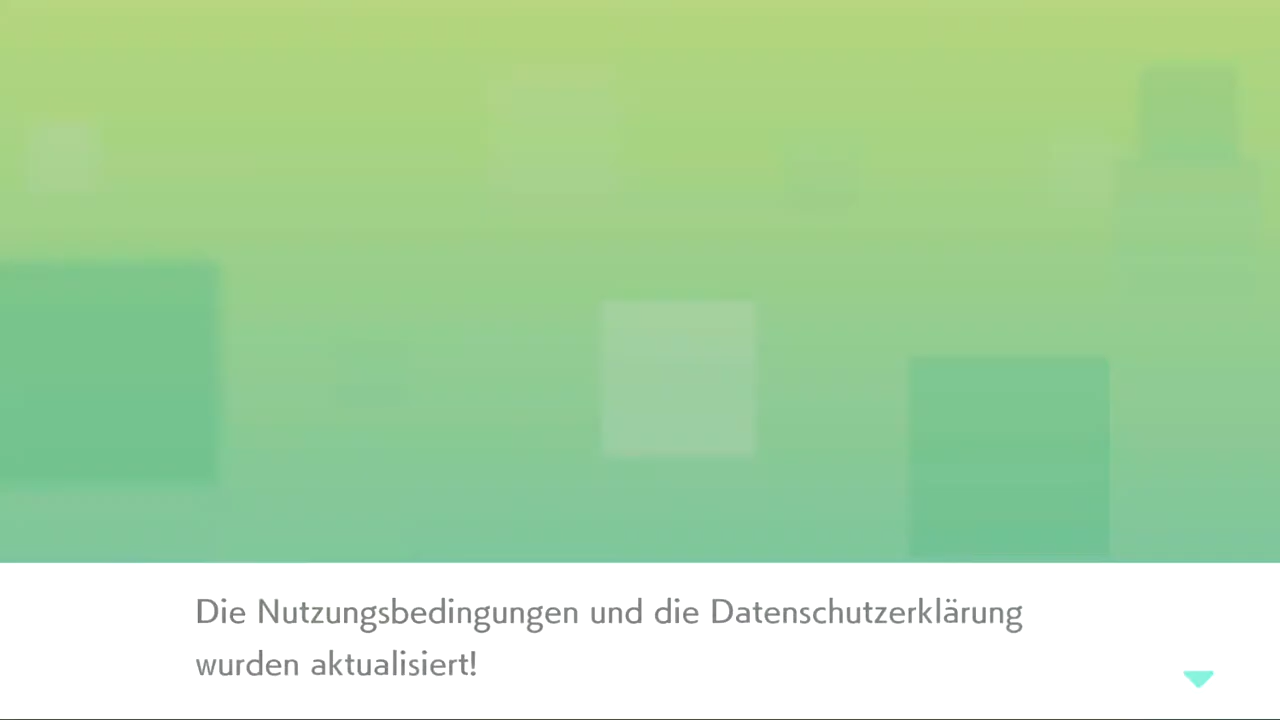 Die Nutzungsbedingungen und die Datenschutzerklärung
wurden aktualisiert!